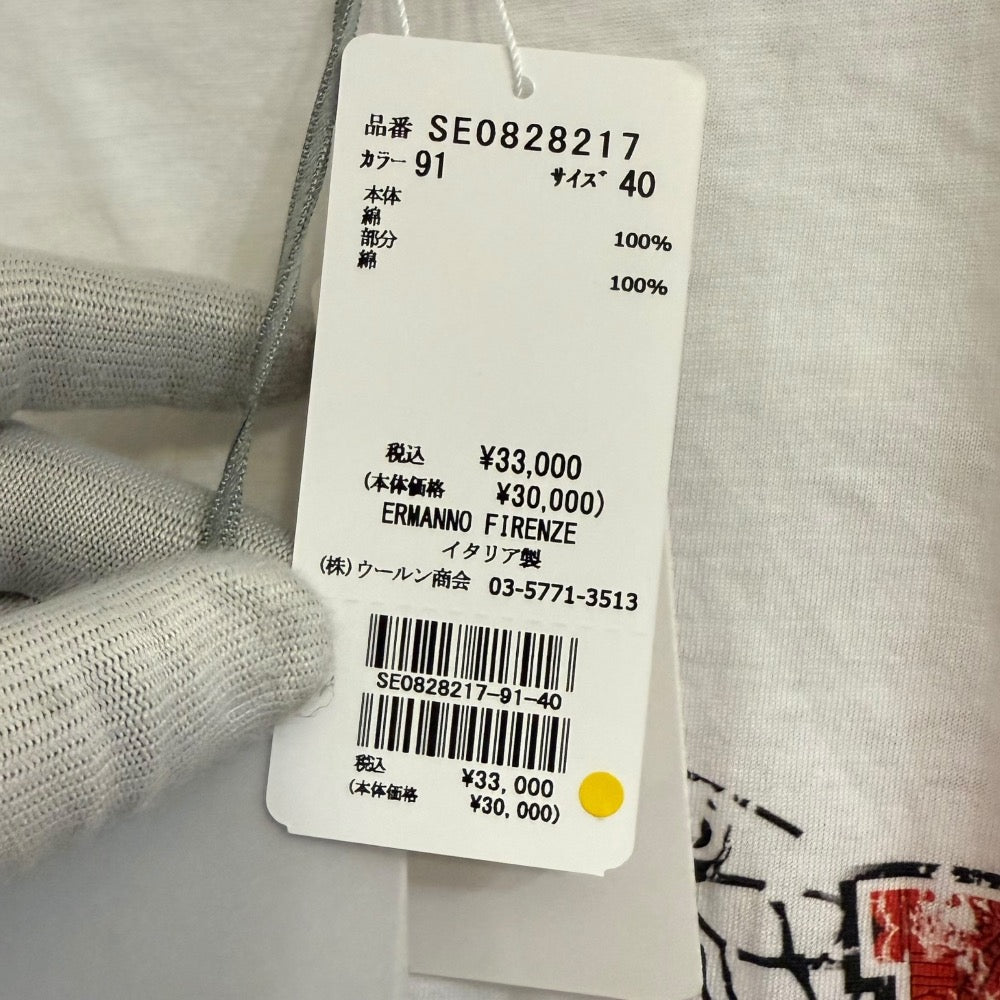 品番 SE0828217
カラー 91 サイズ 40
本体
綿 100%
部分
綿 100%
税込 ¥33,000
(本体価格 ¥30,000)
ERMANNO FIRENZE
イタリア製
(株)ウールン商会 03-5771-3513
SE0828217-91-40
税込 ¥33,000
(本体価格 ¥30,000)